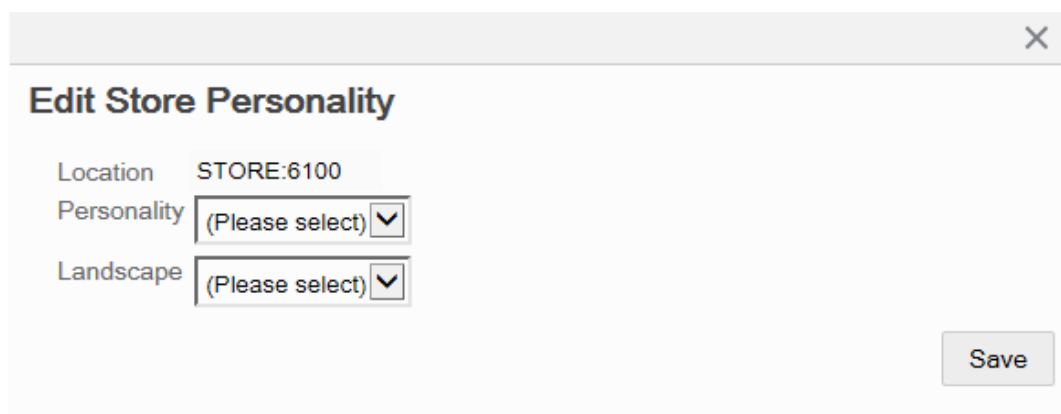 Edit Store Personality
Location STORE:6100
Personality (Please select)
Landscape (Please select)
Save